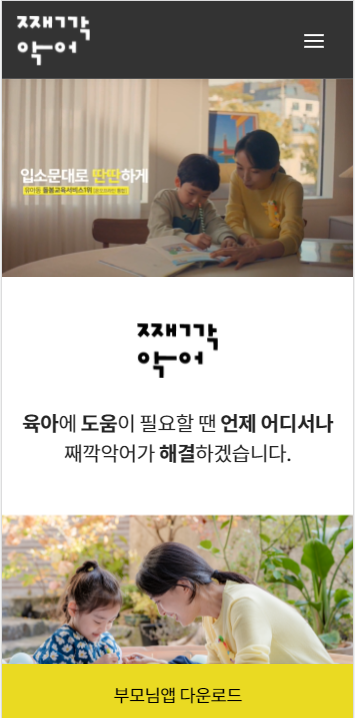 째깍
악어
입소문대로 딴딴하게
유아동 돌봄교육서비스 1위
째깍
악어
육아에 도움이 필요할 땐 언제 어디서나
째깍악어가 해결하겠습니다.
부모님앱 다운로드